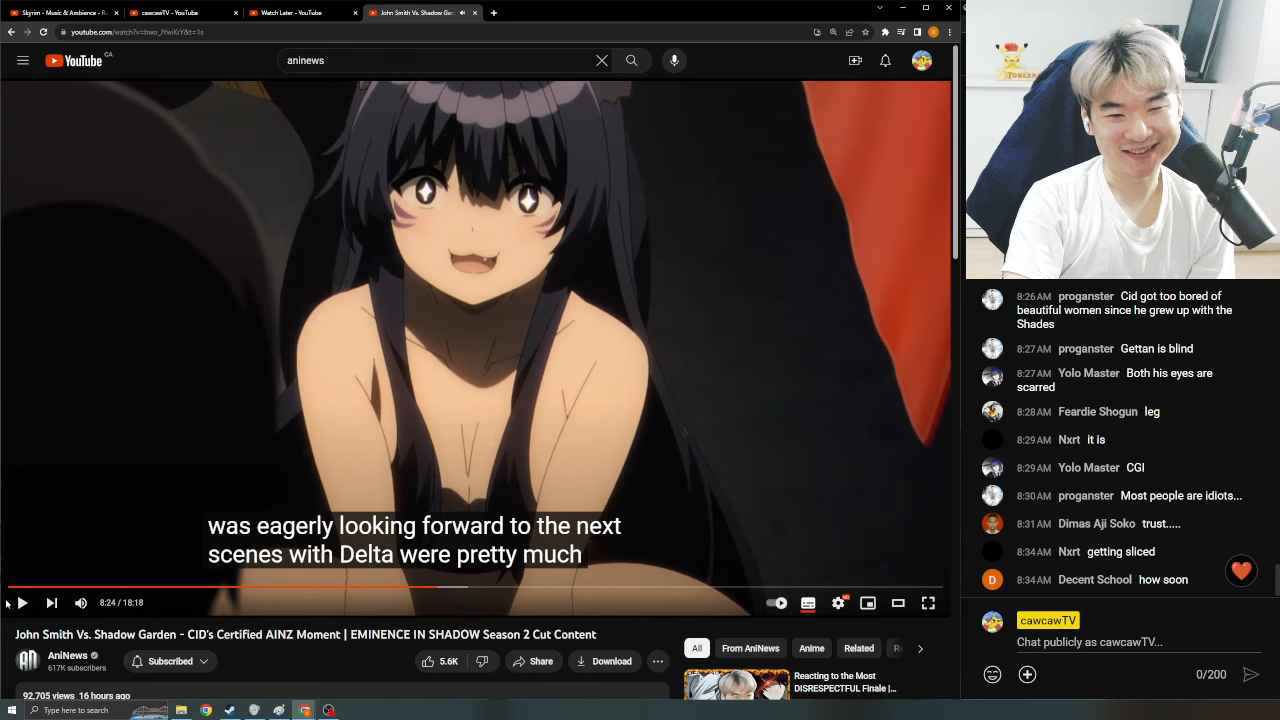 Skyrim - Music & Ambience - R
cawcawTV - YouTube
Watch Later - YouTube
John Smith Vs. Shadow Gard
youtube.com/watch?v=bwo_JYwiKrY&t=1s
YouTube CA
aninews
was eagerly looking forward to the next
scenes with Delta were pretty much
8:24 / 18:18
HD
John Smith Vs. Shadow Garden - CID's Certified AINZ Moment | EMINENCE IN SHADOW Season 2 Cut Content
AniNews
617K subscribers
Subscribed
5.6K
Share
Download
92,705 views 16 hours ago
All
From AniNews
Anime
Related
Reacting to the Most
DISRESPECTFUL Finale |...
8:26 AM proganster Cid got too bored of
beautiful women since he grew up with the
Shades
8:27 AM proganster Gettan is blind
8:27 AM Yolo Master Both his eyes are
scarred
8:28 AM Feardie Shogun leg
8:29 AM Nxrt it is
8:29 AM Yolo Master CGI
8:30 AM proganster Most people are idiots...
8:31 AM Dimas Aji Soko trust.....
8:34 AM Nxrt getting sliced
D
8:34 AM Decent School how soon
cawcawTV
Chat publicly as cawcawTV...
0/200
Type here to search